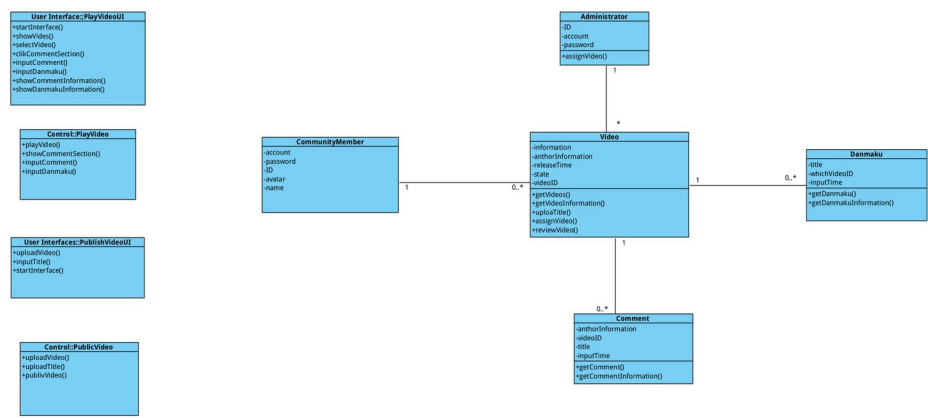 User Interface::PlayVideoUI
+startInterface()
+showVides()
+selectVideo()
+clikCommentSection()
+inputComment()
+inputDanmaku()
+showCommentInformation()
+showDanmakuInformation()
Control::PlayVideo
+playVideo()
+showCommentSection()
+inputComment()
+inputDanmaku()
User Interfaces::PublishVideoUI
+uploadVideo()
+inputTitle()
+startInterface()
Control::PublicVideo
+uploadVideo()
+uploadTitle()
+publivVideo()
CommunityMember
-account
-password
-ID
-avatar
-name
1
0..*
Administrator
-ID
-account
-password
+assignVideo()
1
*
Video
-information
-anthorInformation
-releaseTime
-state
-videoID
+getVideos()
+getVideoInformation()
+uploaTitle()
+assignVideo()
+reviewVideo()
1
0..*
Danmaku
-title
-whichVideoID
-inputTime
+getDanmaku()
+getDanmakuInformation()
1
0..*
Comment
-anthorInformation
-videoID
-title
-inputTime
+getComment()
+getCommentInformation()